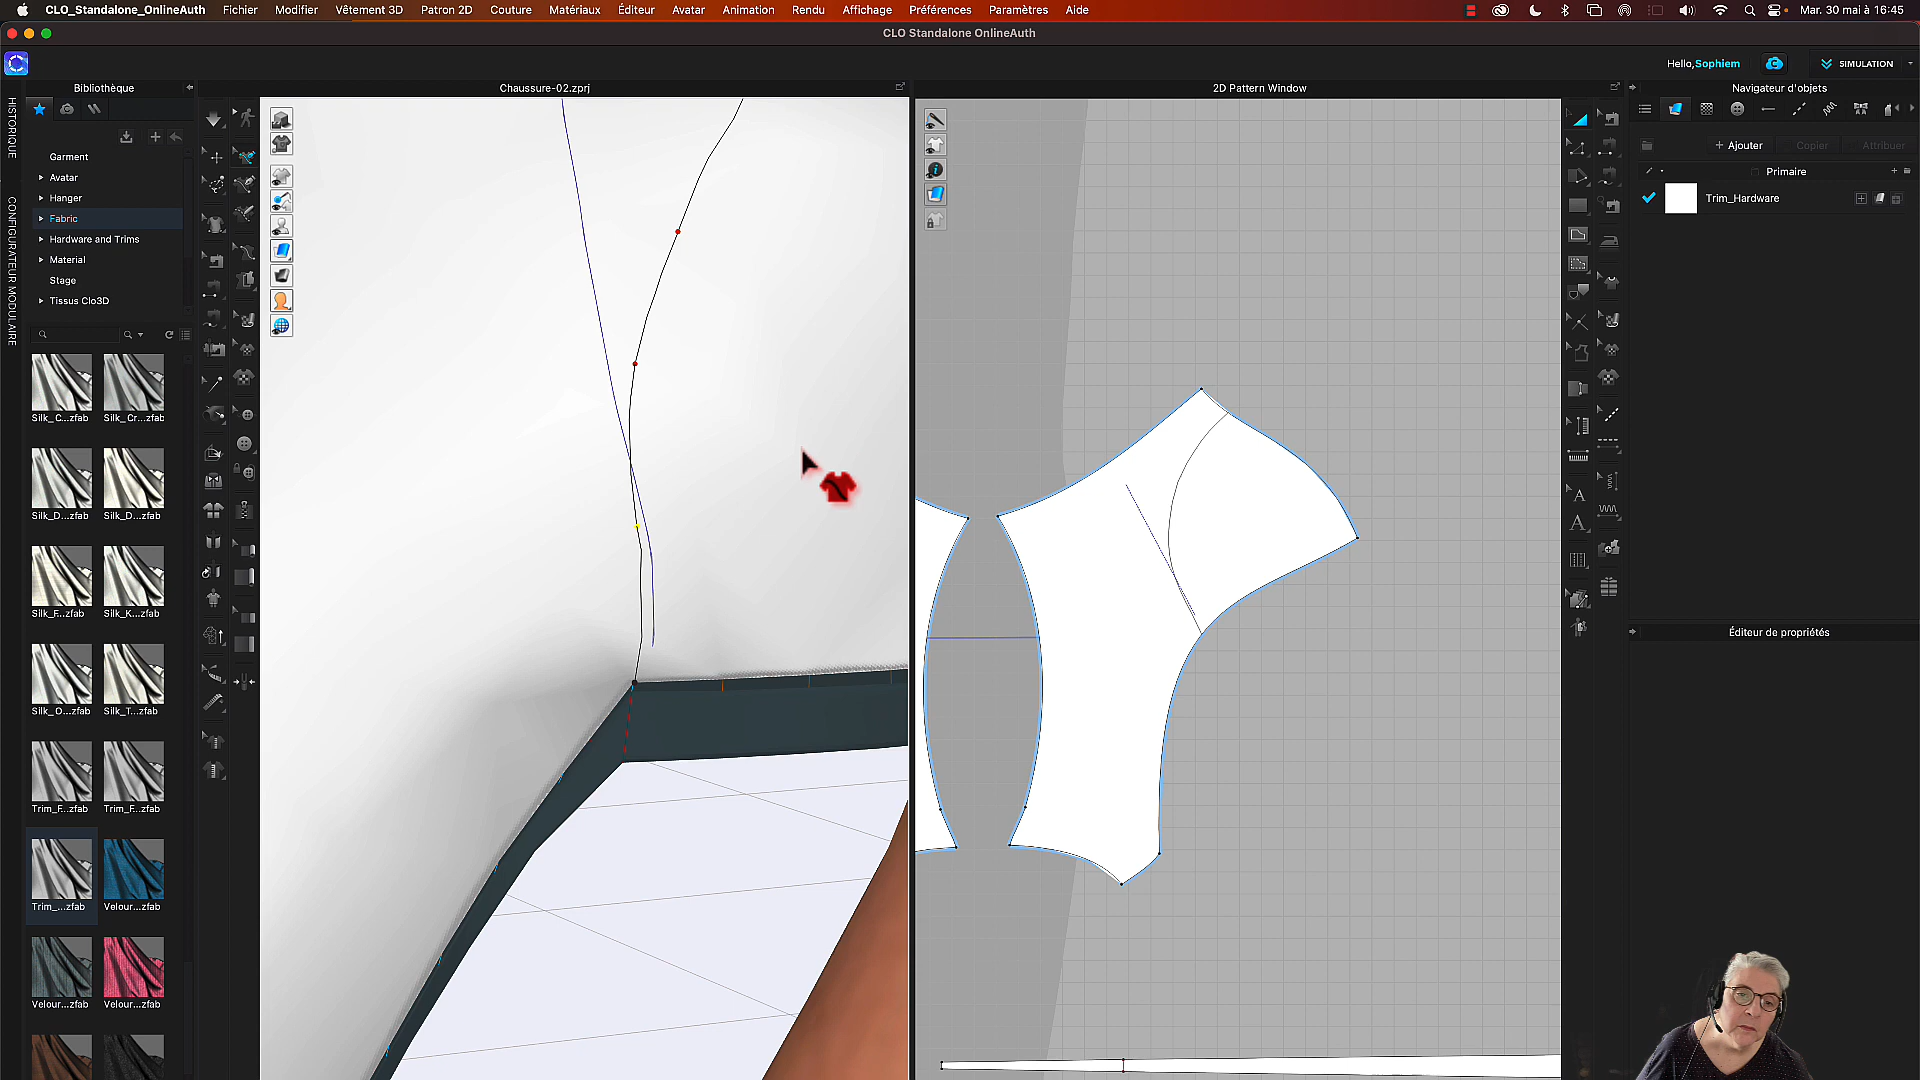 CLO_Standalone_OnlineAuth Fichier Modifier Vêtement 3D Patron 2D Couture Matériaux Éditeur Avatar Animation Rendu Affichage Préférences Paramètres Aide Mar. 30 mai à 16:45
CLO Standalone OnlineAuth
Hello,Sophiem SIMULATION
Bibliothèque
Chaussure-02.zprj
2D Pattern Window
Navigateur d'objets
HISTORIQUE
CONFIGURATEUR MODULAIRE
+ Ajouter Copier Attribuer
Garment
Avatar
Hanger
Fabric
Hardware and Trims
Material
Stage
Tissus Clo3D
Primaire
Trim_Hardware
Silk_C...zfab Silk_Cr...zfab
Silk_D...zfab Silk_D...zfab
Silk_F...zfab Silk_K...zfab
Silk_O...zfab Silk_T...zfab
Trim_F...zfab Trim_F...zfab
Trim_...zfab Velour...zfab
Velour...zfab Velour...zfab
Éditeur de propriétés